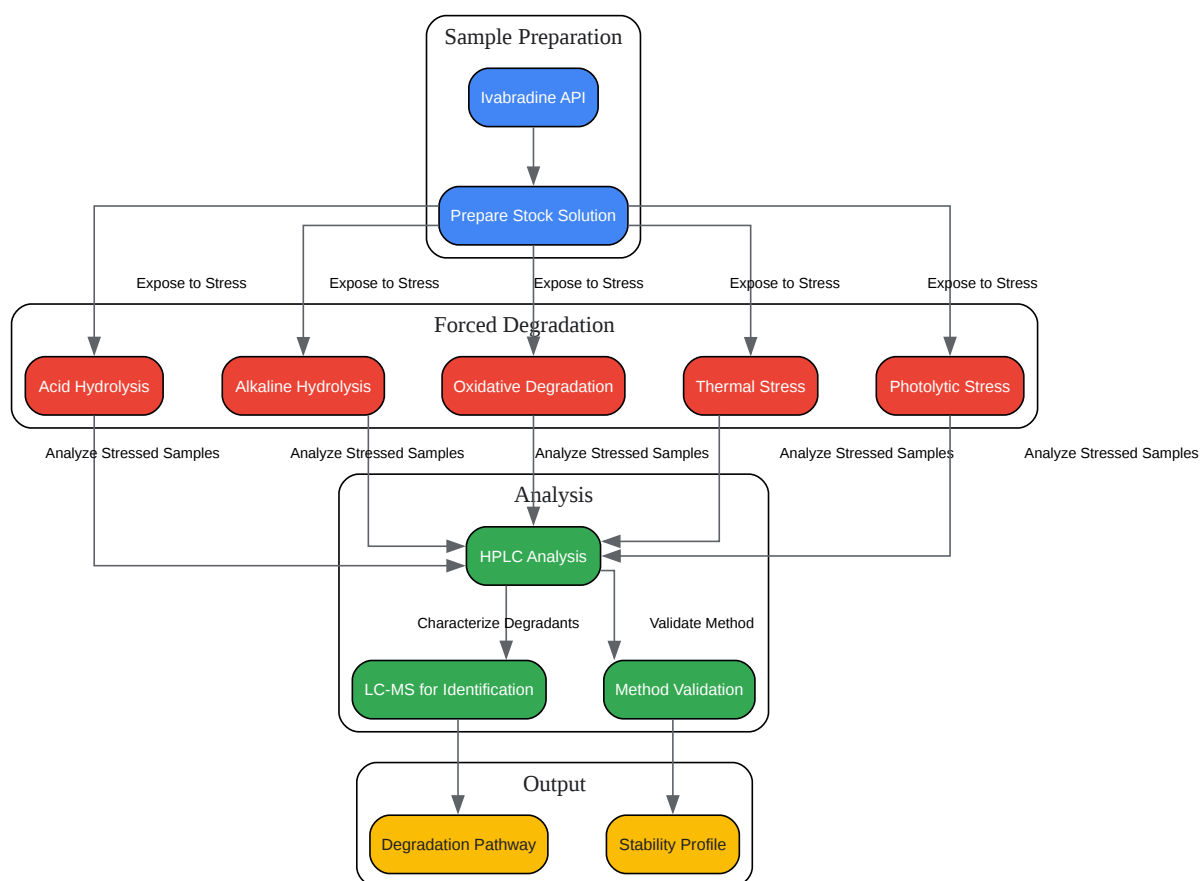 Sample Preparation
Ivabradine API
Prepare Stock Solution
Expose to Stress
Expose to Stress
Expose to Stress
Expose to Stress
Expose to Stress
Forced Degradation
Acid Hydrolysis
Alkaline Hydrolysis
Oxidative Degradation
Thermal Stress
Photolytic Stress
Analyze Stressed Samples
Analyze Stressed Samples
Analyze Stressed Samples
Analyze Stressed Samples
Analyze Stressed Samples
Analysis
HPLC Analysis
Characterize Degradants
Validate Method
LC-MS for Identification
Method Validation
Output
Degradation Pathway
Stability Profile